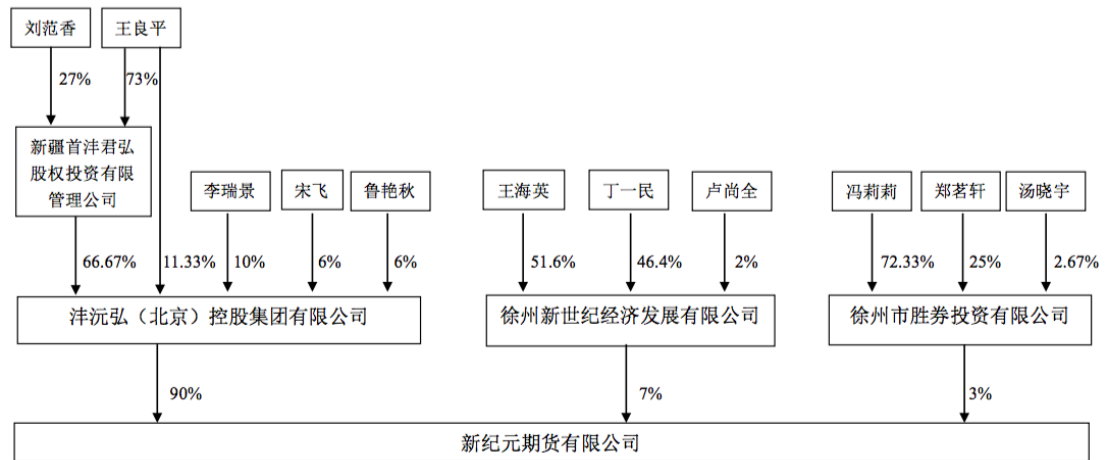 刘范香
王良平
27%
73%
新疆首沣君弘
股权投资有限
管理公司
李瑞景
宋飞
鲁艳秋
王海英
丁一民
卢尚全
冯莉莉
郑茗轩
汤晓宇
66.67%
11.33%
10%
6%
6%
51.6%
46.4%
2%
72.33%
25%
2.67%
沣沅弘（北京）控股集团有限公司
徐州新世纪经济发展有限公司
徐州市胜券投资有限公司
90%
7%
3%
新纪元期货有限公司